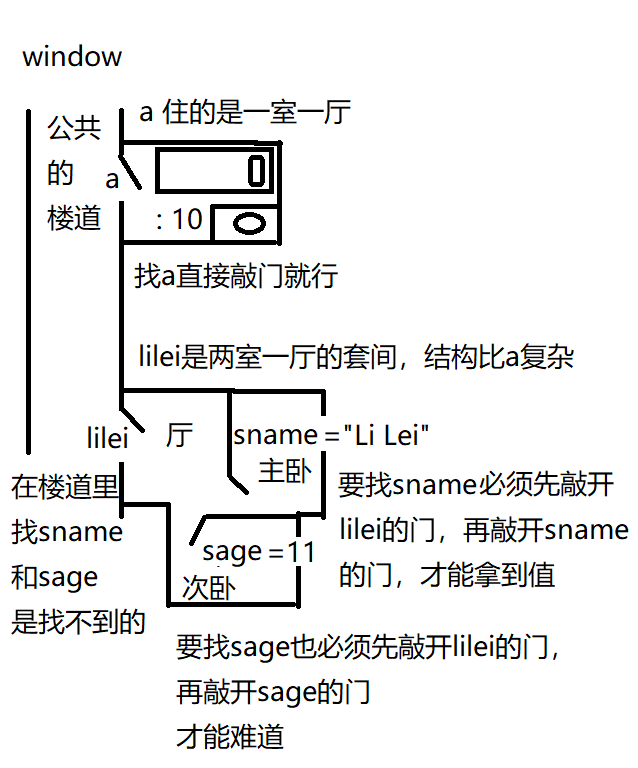 window
a 住的是一室一厅
公共
的
楼道
a
: 10
找a直接敲门就行
lilei是两室一厅的套间，结构比a复杂
lilei
厅
sname ="Li Lei"
主卧
在楼道里
找sname
和sage
是找不到的
要找sname必须先敲开
lilei的门，再敲开sname
的门，才能拿到值
sage =11
次卧
要找sage也必须先敲开lilei的门，
再敲开sage的门
才能难道